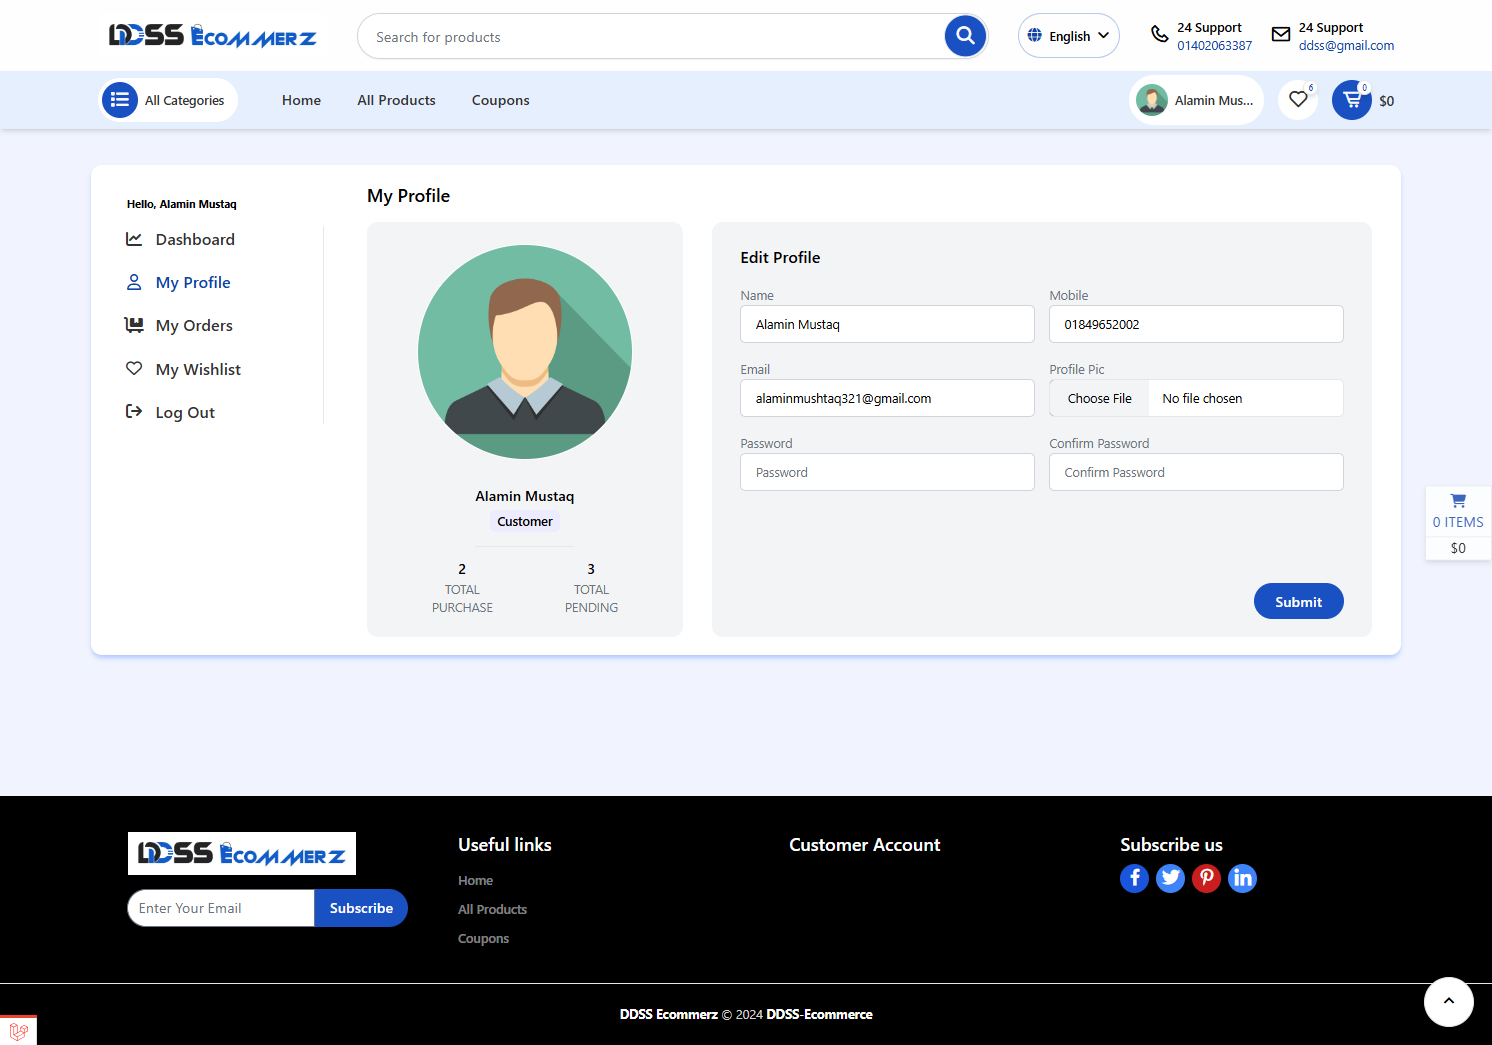 DDSS Ecommerz
Search for products
English
24 Support
01402063387
24 Support
ddss@gmail.com
All Categories
Home
All Products
Coupons
Alamin Mus...
6
0
$0
Hello, Alamin Mustaq
Dashboard
My Profile
My Orders
My Wishlist
Log Out
My Profile
Alamin Mustaq
Customer
2
TOTAL
PURCHASE
3
TOTAL
PENDING
Edit Profile
Name
Alamin Mustaq
Mobile
01849652002
Email
alaminmushtaq321@gmail.com
Profile Pic
Choose File
No file chosen
Password
Password
Confirm Password
Confirm Password
Submit
0 ITEMS
$0
DDSS Ecommerz
Enter Your Email
Subscribe
Useful links
Home
All Products
Coupons
Customer Account
Subscribe us
DDSS Ecommerz © 2024 DDSS-Ecommerce